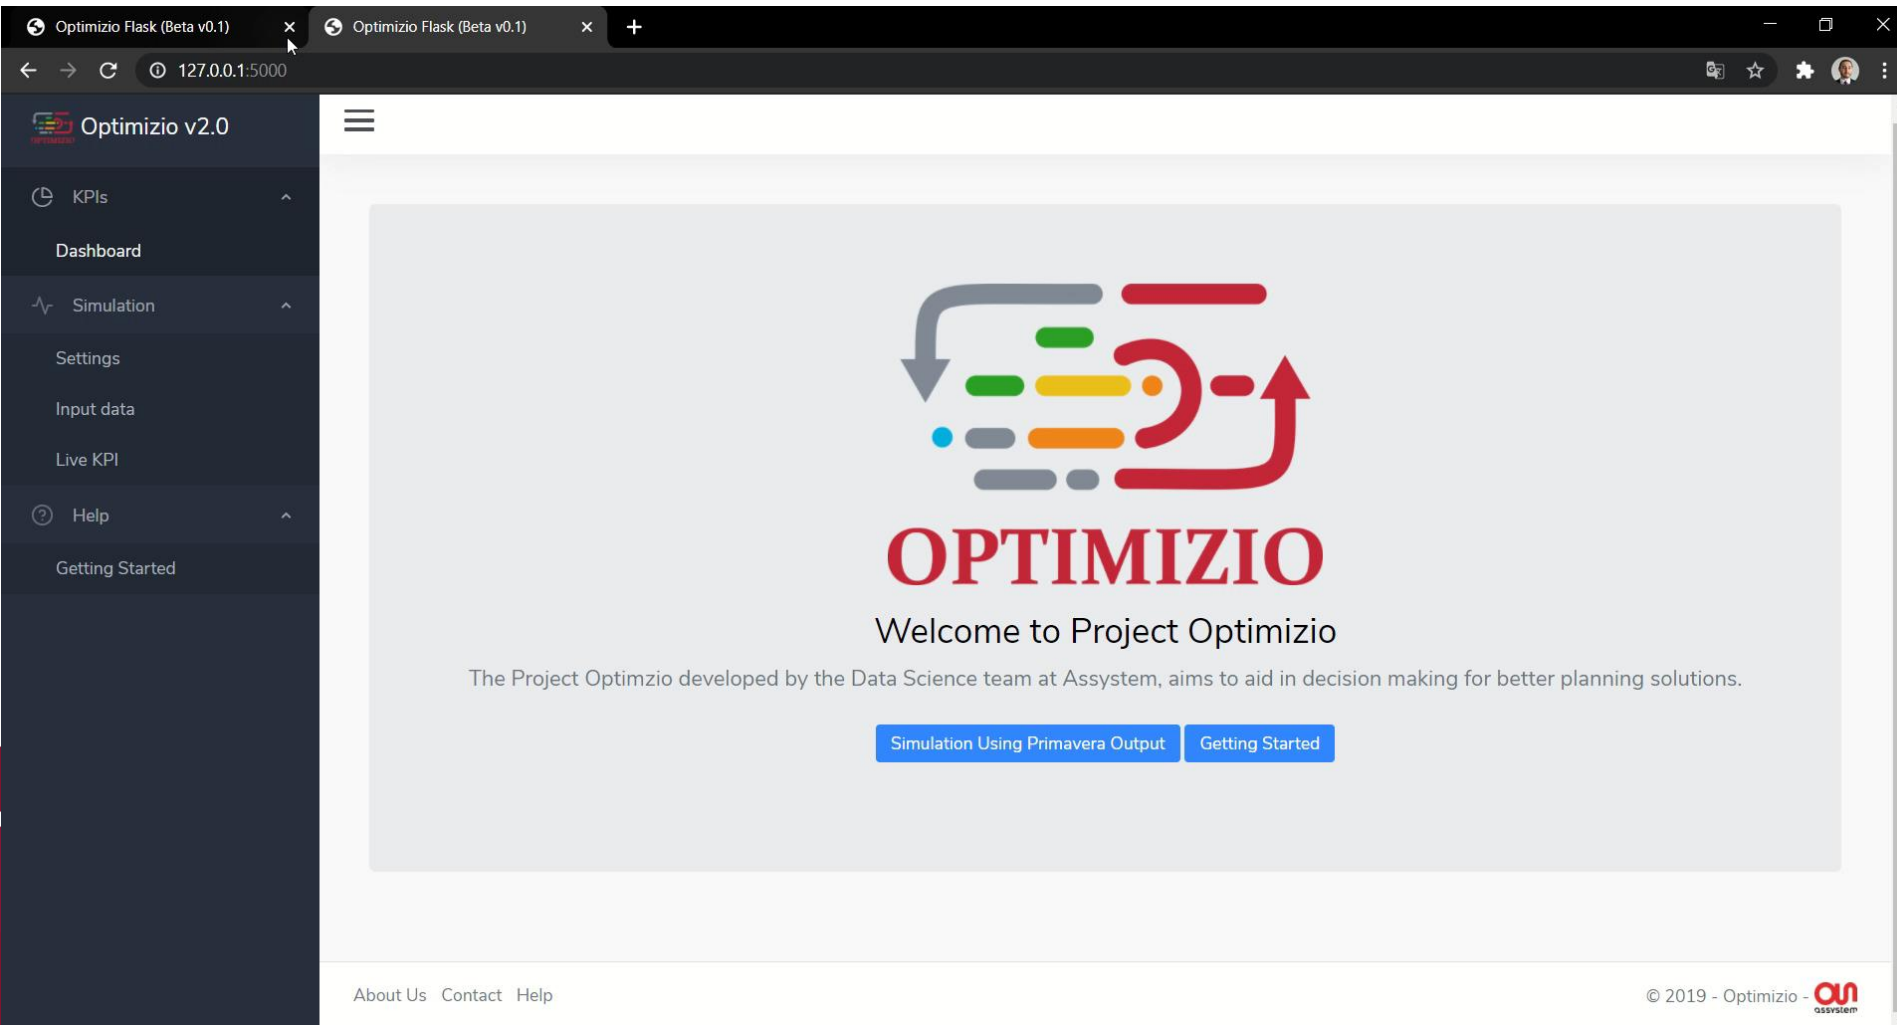 Optimizio Flask (Beta v0.1)
Optimizio Flask (Beta v0.1)
127.0.0.1:5000
Optimizio v2.0
KPIs
Dashboard
Simulation
Settings
Input data
Live KPI
Help
Getting Started
OPTIMIZIO
Welcome to Project Optimizio
The Project Optimzio developed by the Data Science team at Assystem, aims to aid in decision making for better planning solutions.
Simulation Using Primavera Output
Getting Started
About Us Contact Help
© 2019 - Optimizio -
assystem